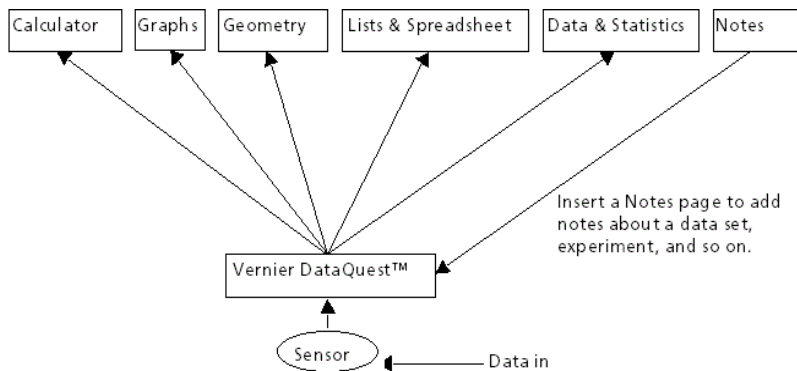 Calculator
Graphs
Geometry
Lists & Spreadsheet
Data & Statistics
Notes
Insert a Notes page to add
notes about a data set,
experiment, and so on.
Vernier DataQuest™
Sensor
Data in